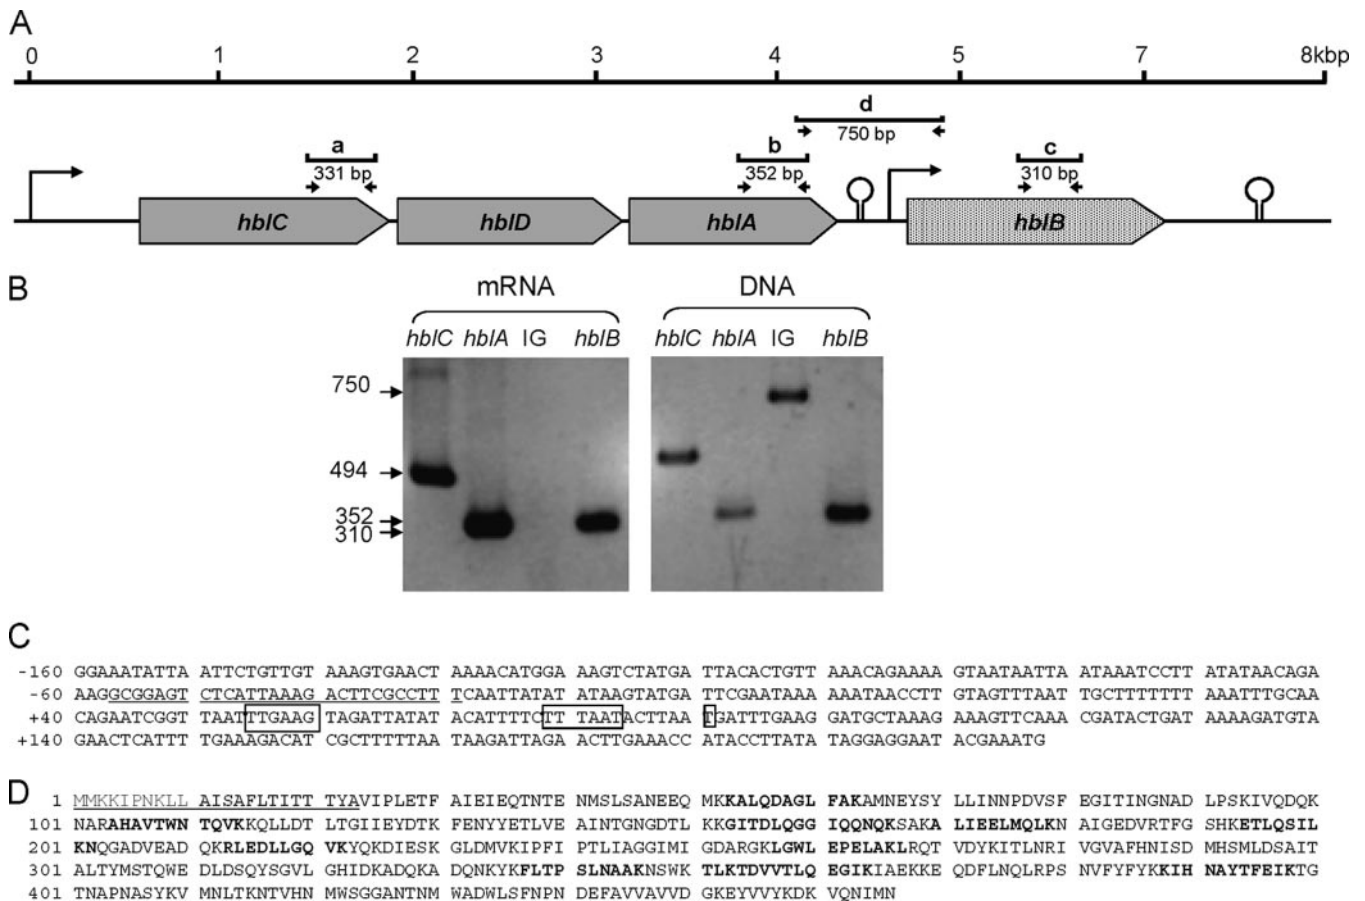 A
0 1 2 3 4 5 7 8kbp
d
750 bp
a b c
331 bp 352 bp 310 bp
hblC hblD hblA hblB
B
mRNA DNA
hblC hblA IG hblB hblC hblA IG hblB
750
494
352
310
C
-160 GGAAATATTA ATTCTGTTGT AAAGTGAACT AAAACATGGA AAGTCTATGA TTACACTGTT AAACAGAAAA GTAATAATTA ATAAATCCTT ATATAACAGA
-60 AAGGCGGAGT CTCATTAAAG ACTTCGCCTT TCAATTATAT ATATAAGTATGAT TCGAATAAAA AAATAACCTT GTAGTTTAAT TGCTTTTTTT AAATTTGCAA
+40 CAGAATCGGT TAATTTGAAG TAGATTATAT ACATTTTCTT TTAATACTTAA TGATTTGAAG GATGCTAAAG AAAGTTCAAA CGATACTGAT AAAAGATGTA
+140 GAACTCATTT TGAAAGACAT CGCTTTTTAA TAAGATTAGA ACTTGAAACC ATACCTTATA TAGGAGGAAT ACGAAATG
D
1 MMKKIPNKLL AISAFLTITT TYAVIPLETF AIEIEQTNTE NMSLSANEEQ MKKALQDAGL FAKAMNEYSY LLINNPDVSF EGITINGNAD LPSKIVQDQK
101 NARAHAVTWN TQVKKQLLDT LTGIIEYDTK FENYYETLVE AINTGNGDTL KKGITDLQGG IQQNQKSAKA LIEELMQLKN AIGEDVRTFG SHKETLQSIL
201 KNQGADVEAD QKRLEDLLGQ VKYQKDIESK GLDMVKIPFI PTLIAGGIMI GDARGKLGWL EPELAKLRQT VDYKITLNRI VGVAFHNISD MHSMLDSAIT
301 ALTYMSTQWE DLDSQYSGVL GHIDKADQKA DQNKYKFLTP SLNAAKNSWK TLKTDVVTLQ EGIKIAEKKE QDFLNQLRPS NVFYFYKKIH NAYTFEIKTG
401 TNAPNASYKV MNLTKNTVHN MWSGGANTNM WADWLSFNPN DEFAVVAVVD GKEYVVYKDK VQNIMN